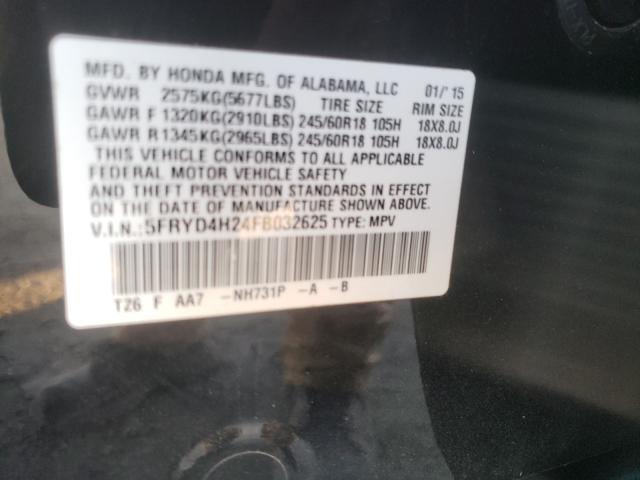 MFD. BY HONDA MFG. OF ALABAMA, LLC 01/'15
GVWR 2575KG(5677LBS) TIRE SIZE RIM SIZE
GAWR F 1320KG(2910LBS) 245/60R18 105H 18X8.0J
GAWR R 1345KG(2965LBS) 245/60R18 105H 18X8.0J
THIS VEHICLE CONFORMS TO ALL APPLICABLE
FEDERAL MOTOR VEHICLE SAFETY
AND THEFT PREVENTION STANDARDS IN EFFECT
ON THE DATE OF MANUFACTURE SHOWN ABOVE.
V.I.N.:5FRYD4H24FB032625 TYPE: MPV
TZ6 F AA7 -NH731P -A -B